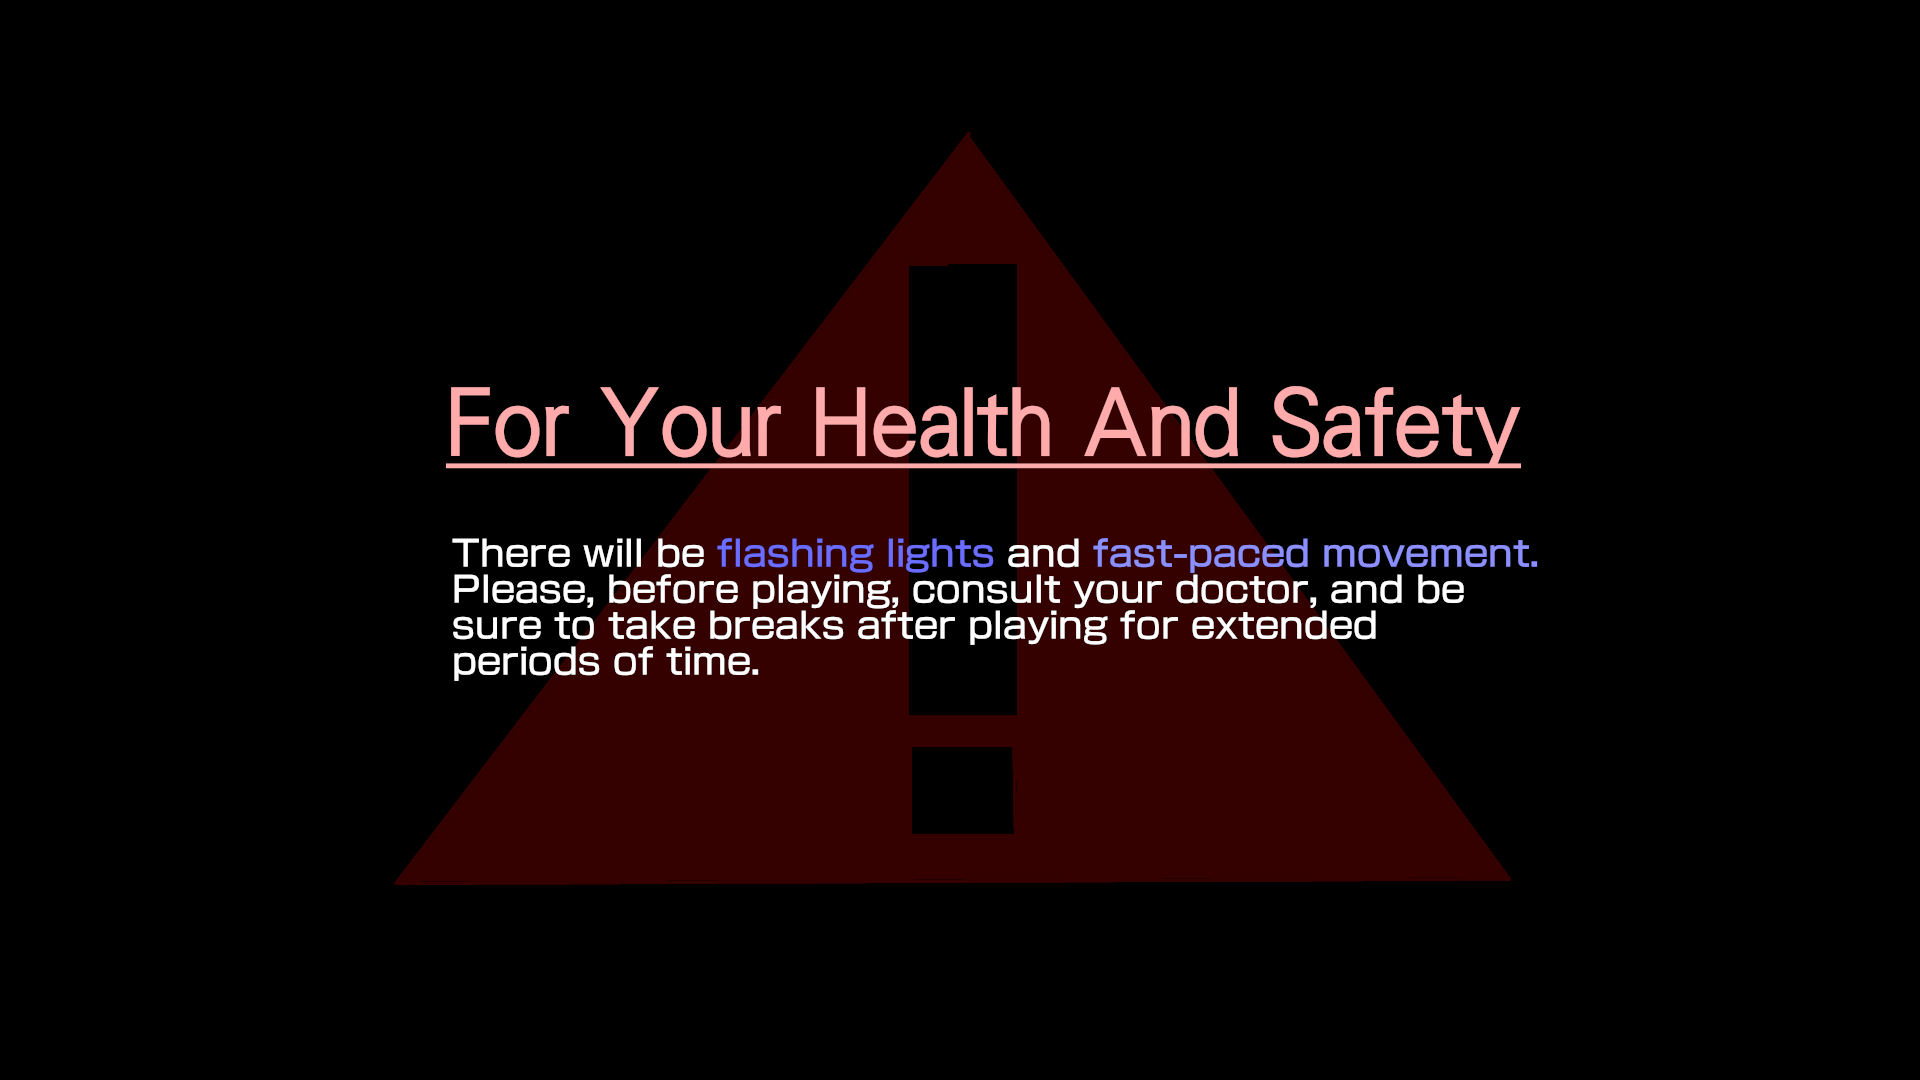 For Your Health And Safety
There will be flashing lights and fast-paced movement.
Please, before playing, consult your doctor, and be
sure to take breaks after playing for extended
periods of time.